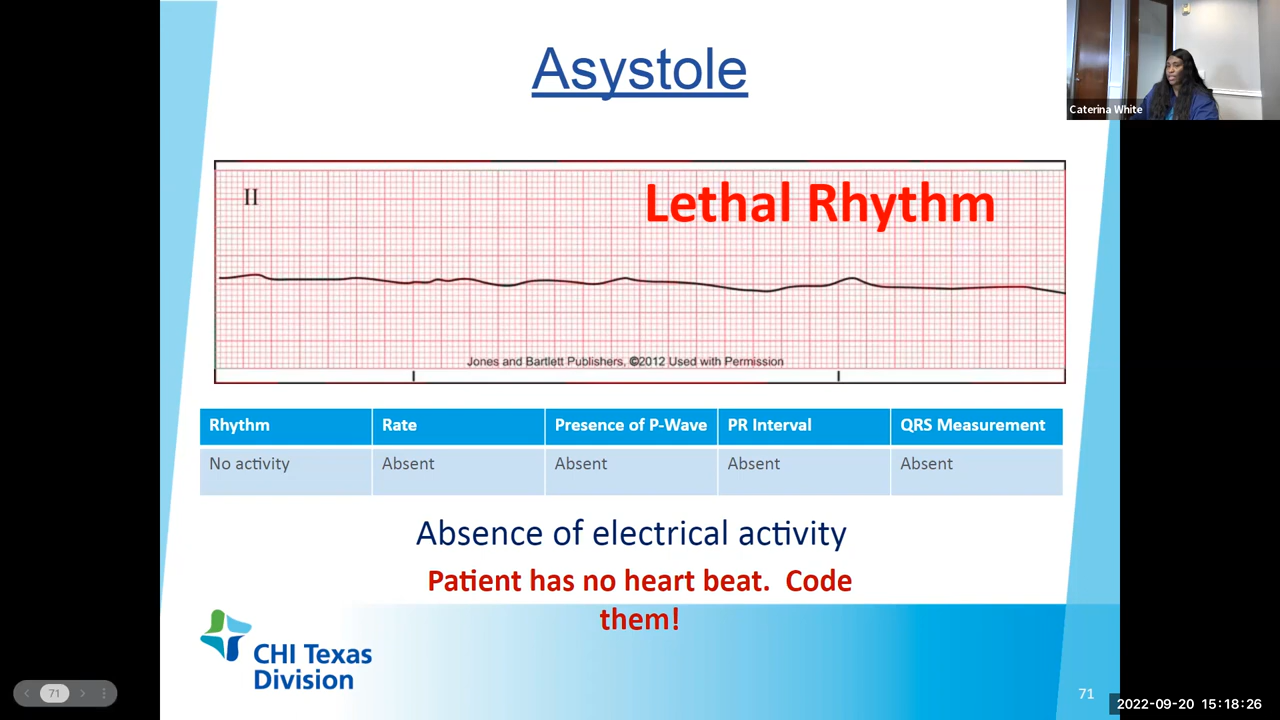 Asystole
Caterina White
II
Lethal Rhythm
Jones and Bartlett Publishers, ©2012 Used with Permission
Rhythm Rate Presence of P-Wave PR Interval QRS Measurement
No activity Absent Absent Absent Absent
Absence of electrical activity
Patient has no heart beat.  Code
them!
CHI Texas
Division
71
71
2022-09-20 15:18:26